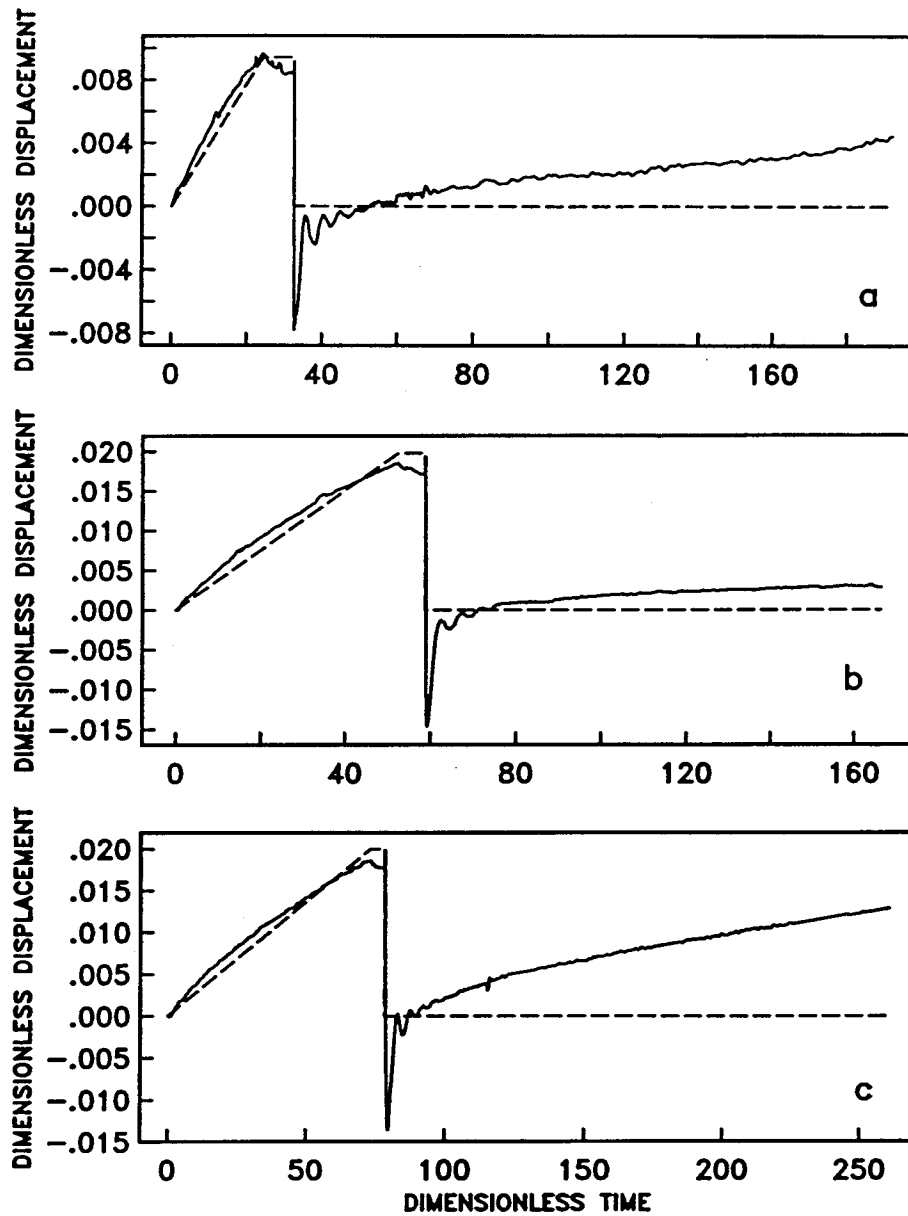 DIMENSIONLESS DISPLACEMENT
.008
.004
.000
-.004
-.008
a
0 40 80 120 160
DIMENSIONLESS DISPLACEMENT
.020
.015
.010
.005
.000
-.005
-.010
-.015
b
0 40 80 120 160
DIMENSIONLESS DISPLACEMENT
.020
.015
.010
.005
.000
-.005
-.010
-.015
c
0 50 100 150 200 250
DIMENSIONLESS TIME